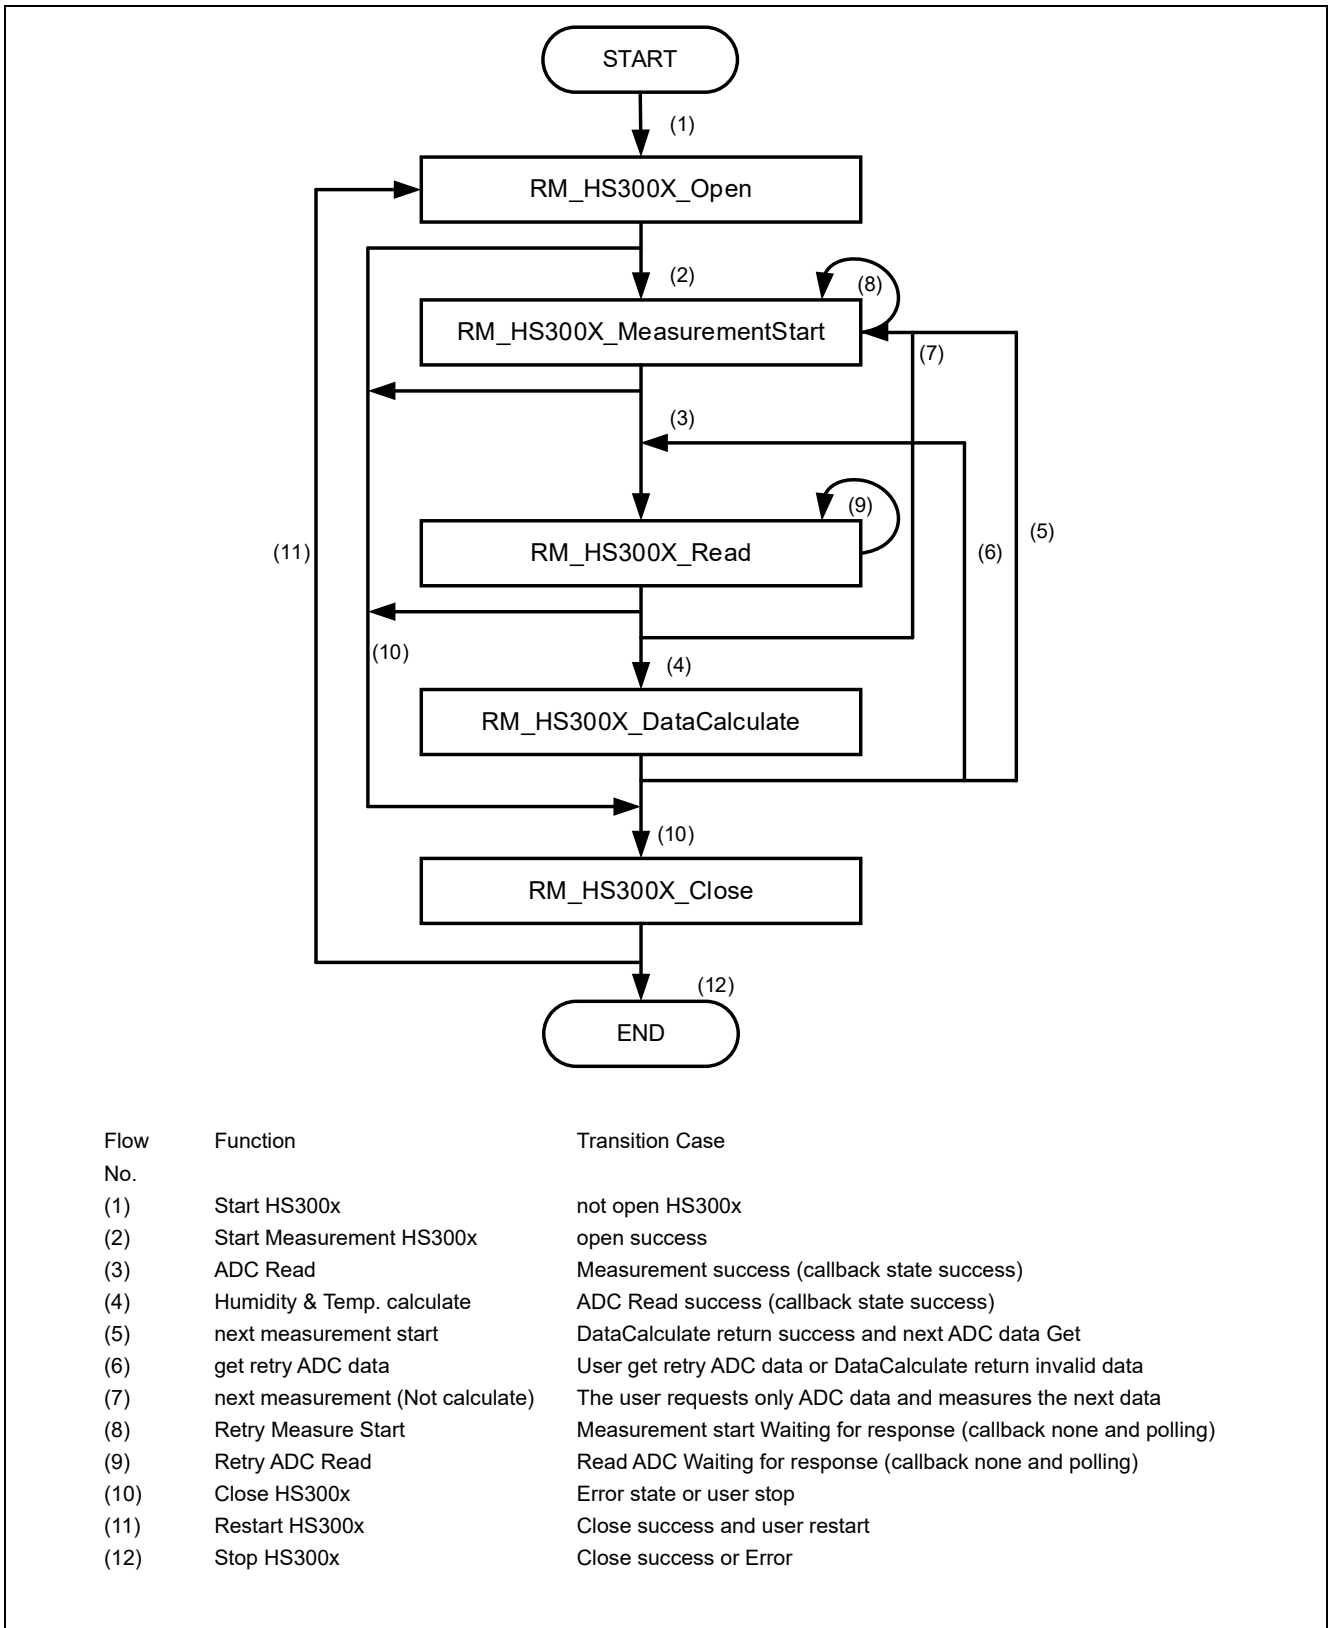 START
(1)
RM_HS300X_Open
(2)
(8)
RM_HS300X_MeasurementStart
(7)
(3)
(9)
(5)
RM_HS300X_Read
(11)
(6)
(10)
(4)
RM_HS300X_DataCalculate
(10)
RM_HS300X_Close
(12)
END
Flow No. Function Transition Case
(1) Start HS300x not open HS300x
(2) Start Measurement HS300x open success
(3) ADC Read Measurement success (callback state success)
(4) Humidity & Temp. calculate ADC Read success (callback state success)
(5) next measurement start DataCalculate return success and next ADC data Get
(6) get retry ADC data User get retry ADC data or DataCalculate return invalid data
(7) next measurement (Not calculate) The user requests only ADC data and measures the next data
(8) Retry Measure Start Measurement start Waiting for response (callback none and polling)
(9) Retry ADC Read Read ADC Waiting for response (callback none and polling)
(10) Close HS300x Error state or user stop
(11) Restart HS300x Close success and user restart
(12) Stop HS300x Close success or Error